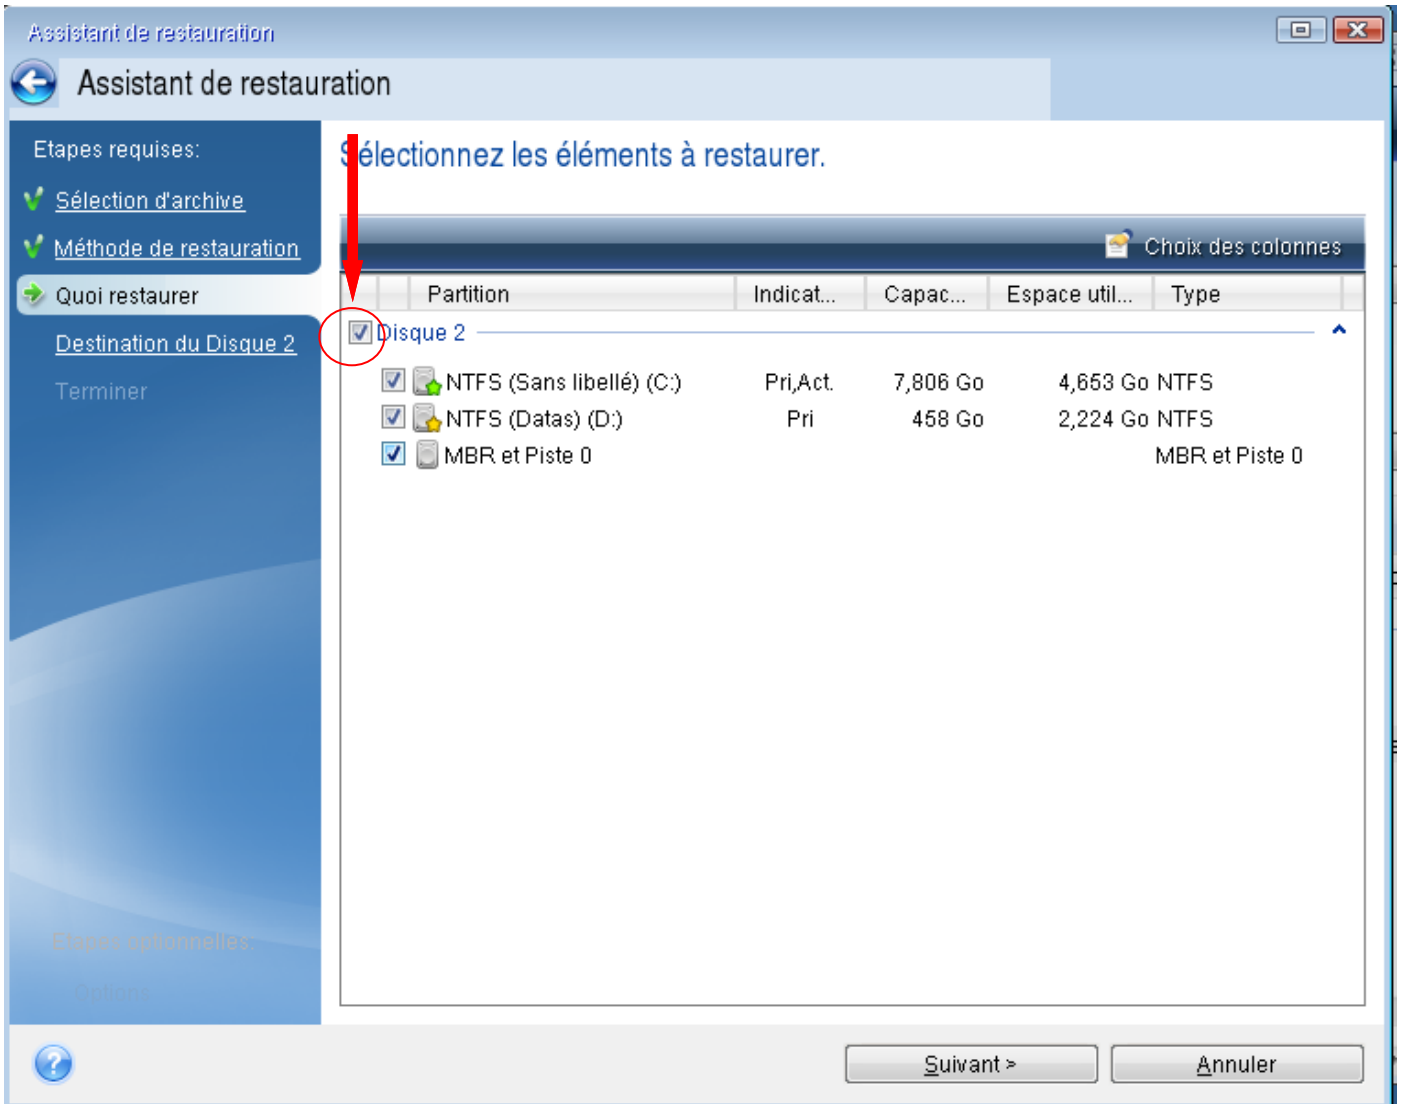 Assistant de restauration
Assistant de restauration
Etapes requises:
Sélection d'archive
Méthode de restauration
Quoi restaurer
Destination du Disque 2
Terminer
Etapes optionnelles:
Options
Sélectionnez les éléments à restaurer.
Choix des colonnes
Partition Indicat... Capac... Espace util... Type
Disque 2
NTFS (Sans libellé) (C:) Pri,Act. 7,806 Go 4,653 Go NTFS
NTFS (Datas) (D:) Pri 458 Go 2,224 Go NTFS
MBR et Piste 0 MBR et Piste 0
?
Suivant > Annuler